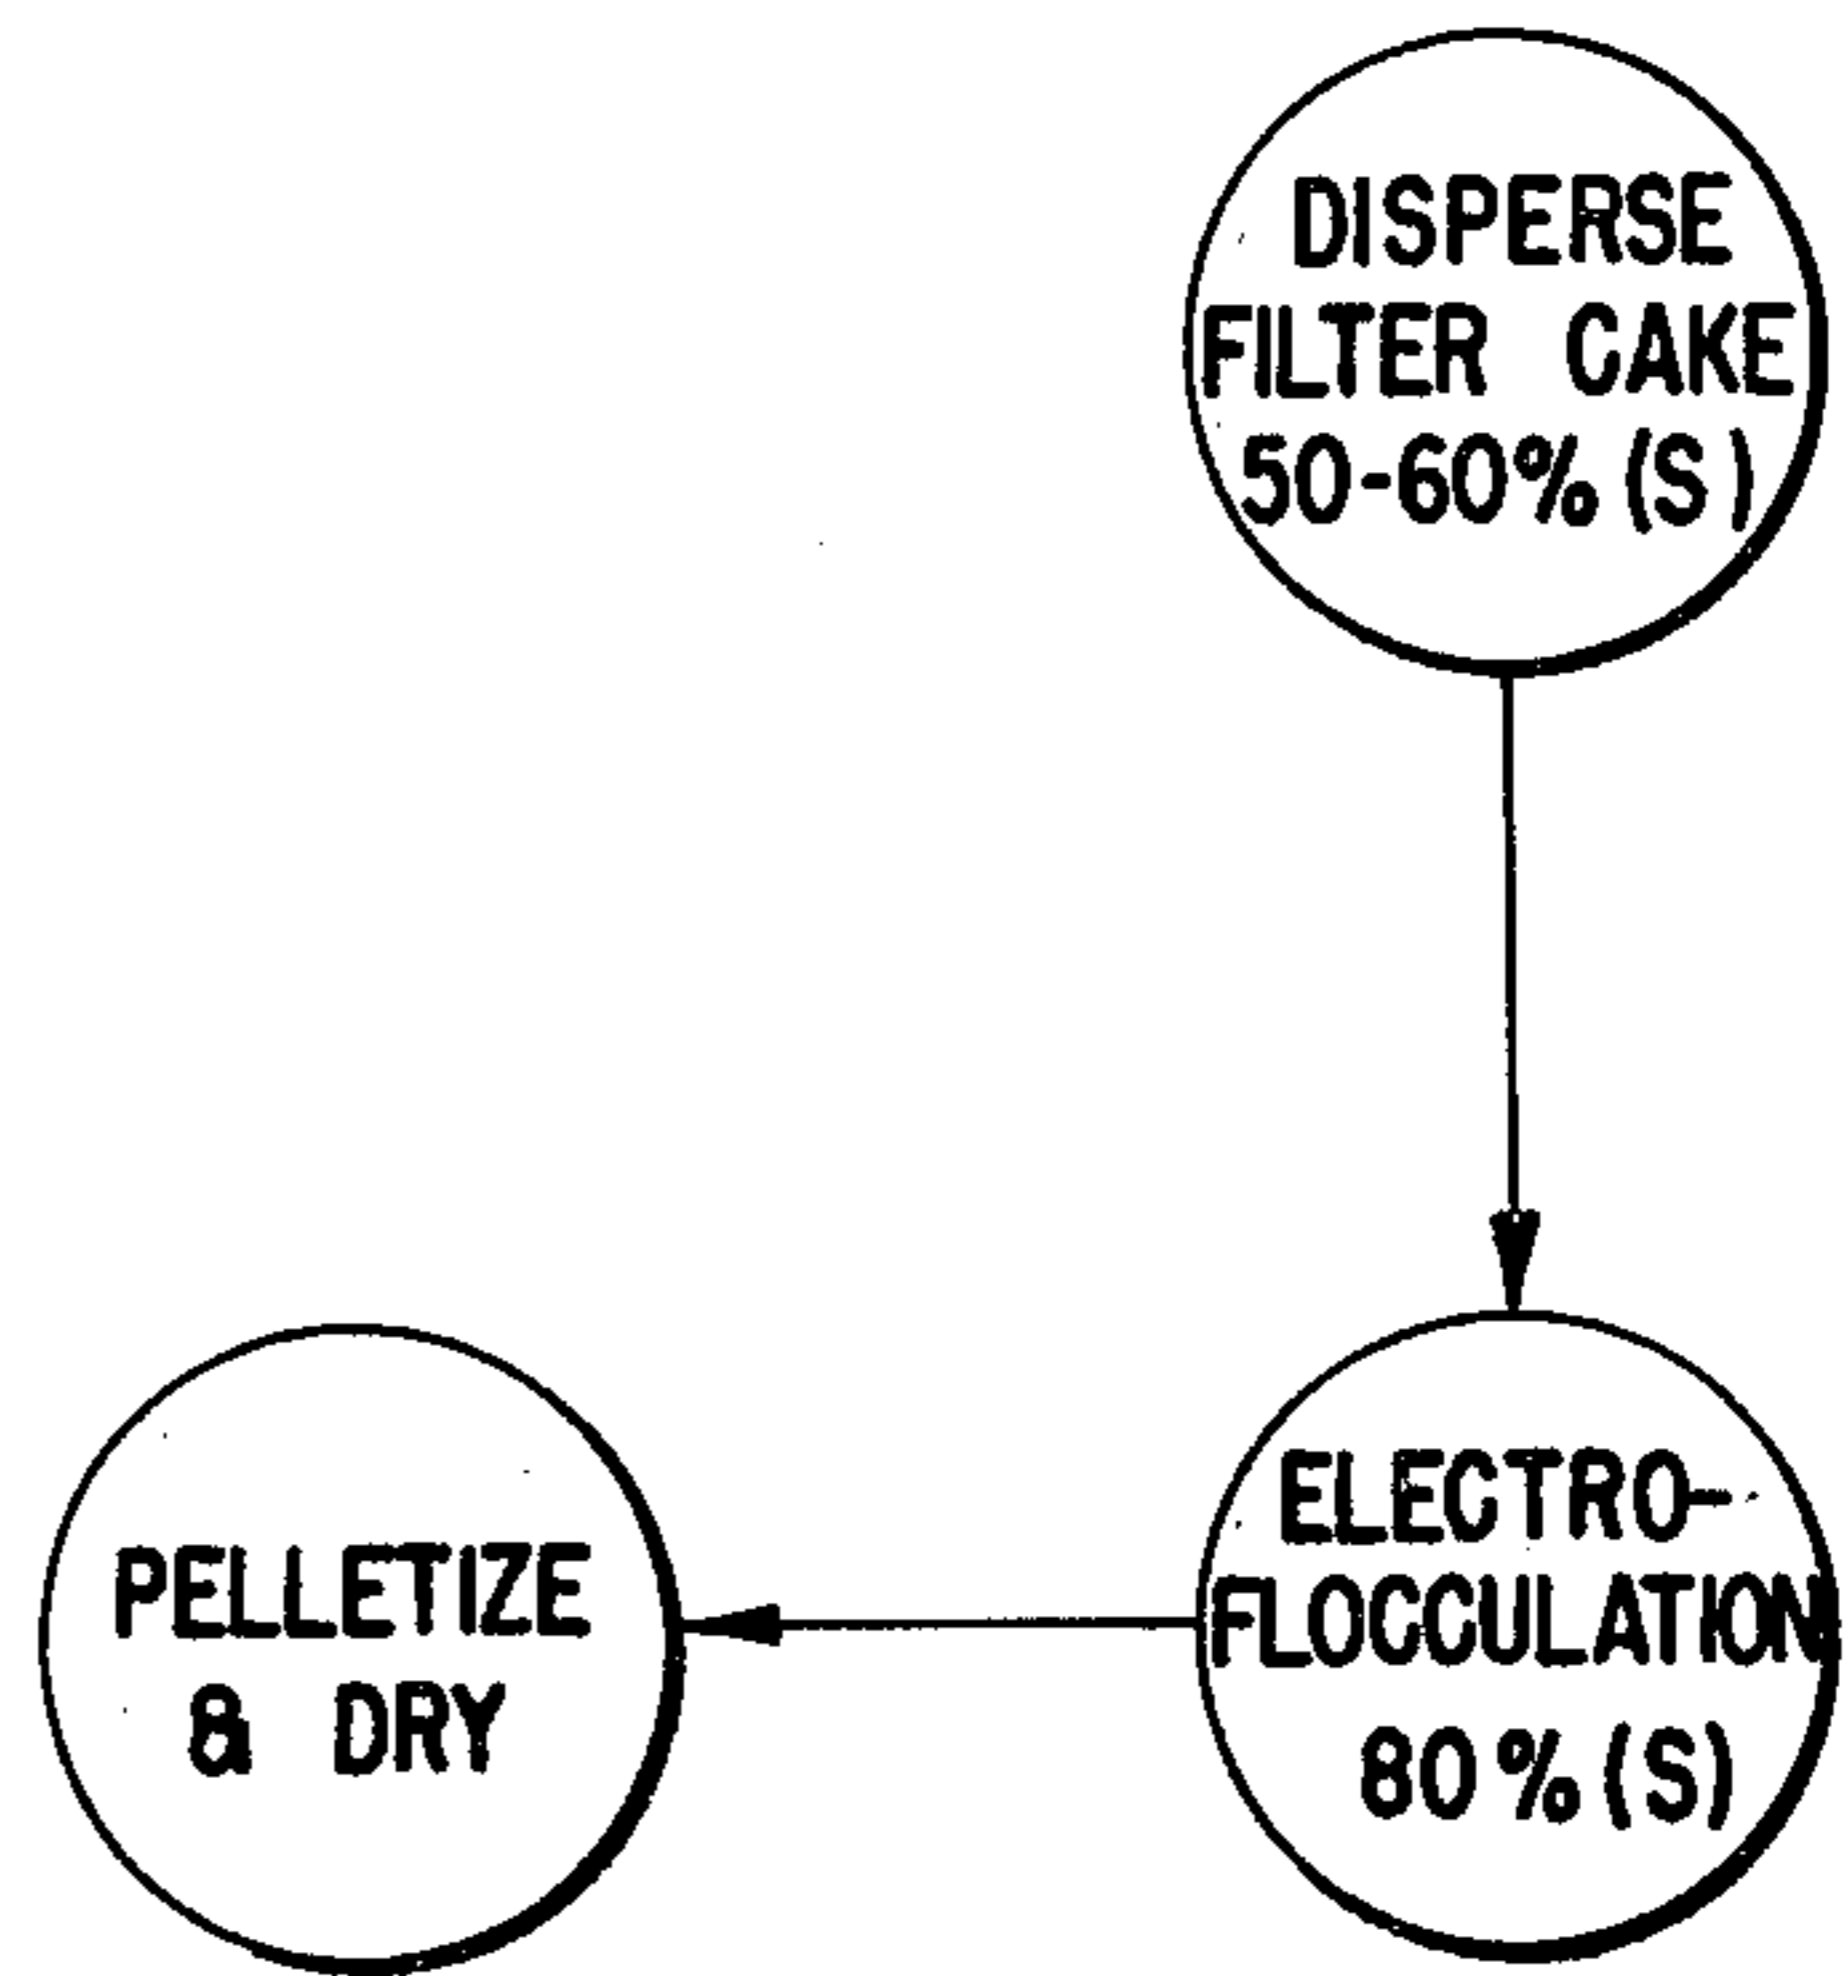 DISPERSE
FILTER CAKE
50-60% (S)
ELECTRO-
FLOCCULATION
80% (S)
PELLETIZE
& DRY